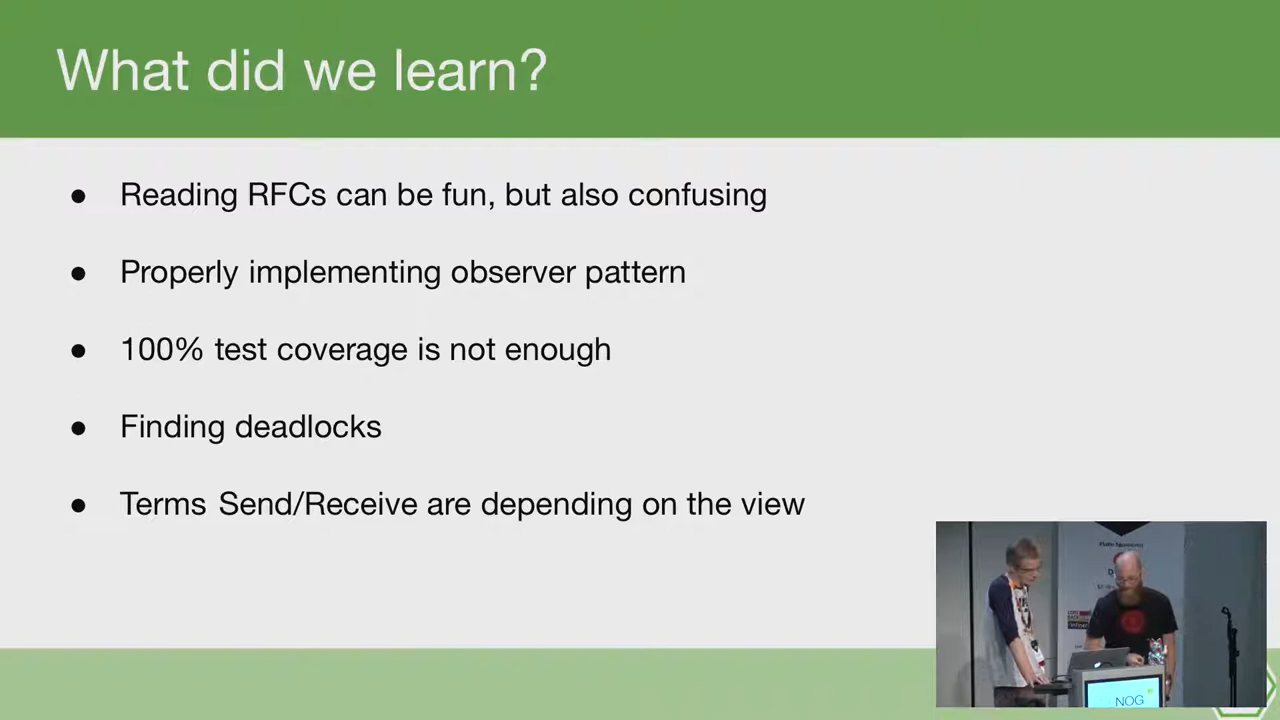 What did we learn?
● Reading RFCs can be fun, but also confusing
● Properly implementing observer pattern
● 100% test coverage is not enough
● Finding deadlocks
● Terms Send/Receive are depending on the view
NOG